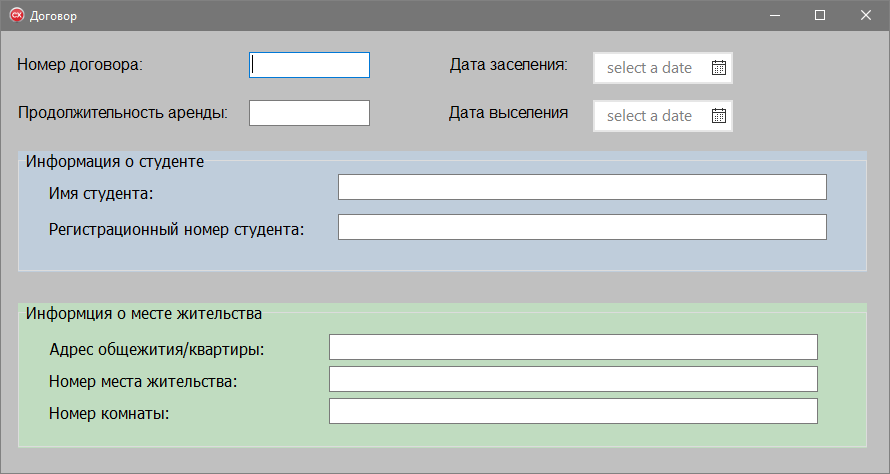 Договор
Номер договора:
Дата заселения:
select a date
Продолжительность аренды:
Дата выселения
select a date
Информация о студенте
Имя студента:
Регистрационный номер студента:
Информция о месте жительства
Адрес общежития/квартиры:
Номер места жительства:
Номер комнаты: